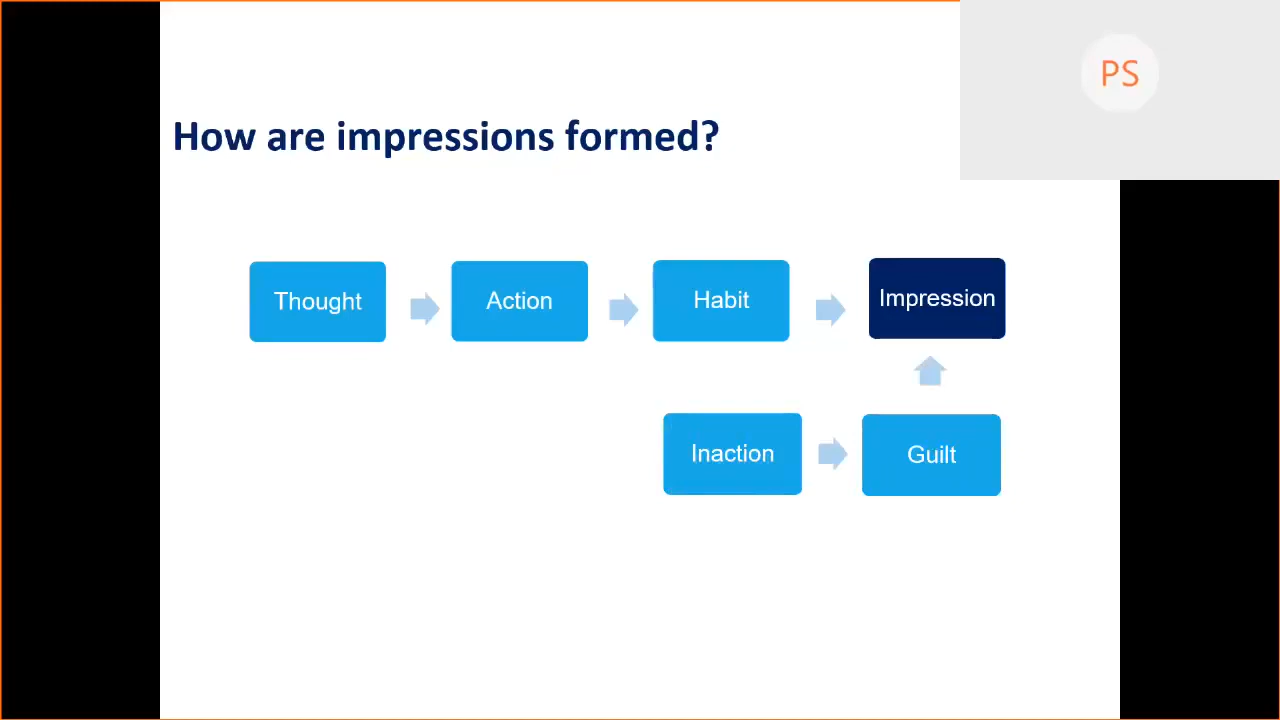 PS
How are impressions formed?
Thought
Action
Habit
Impression
Inaction
Guilt